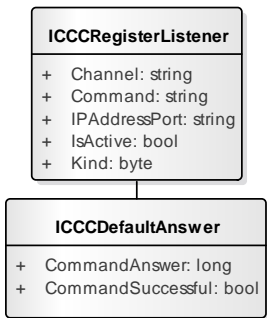 ICCCRegisterListener
+ Channel: string
+ Command: string
+ IPAddressPort: string
+ IsActive: bool
+ Kind: byte
ICCCDefaultAnswer
+ CommandAnswer: long
+ CommandSuccessful: bool